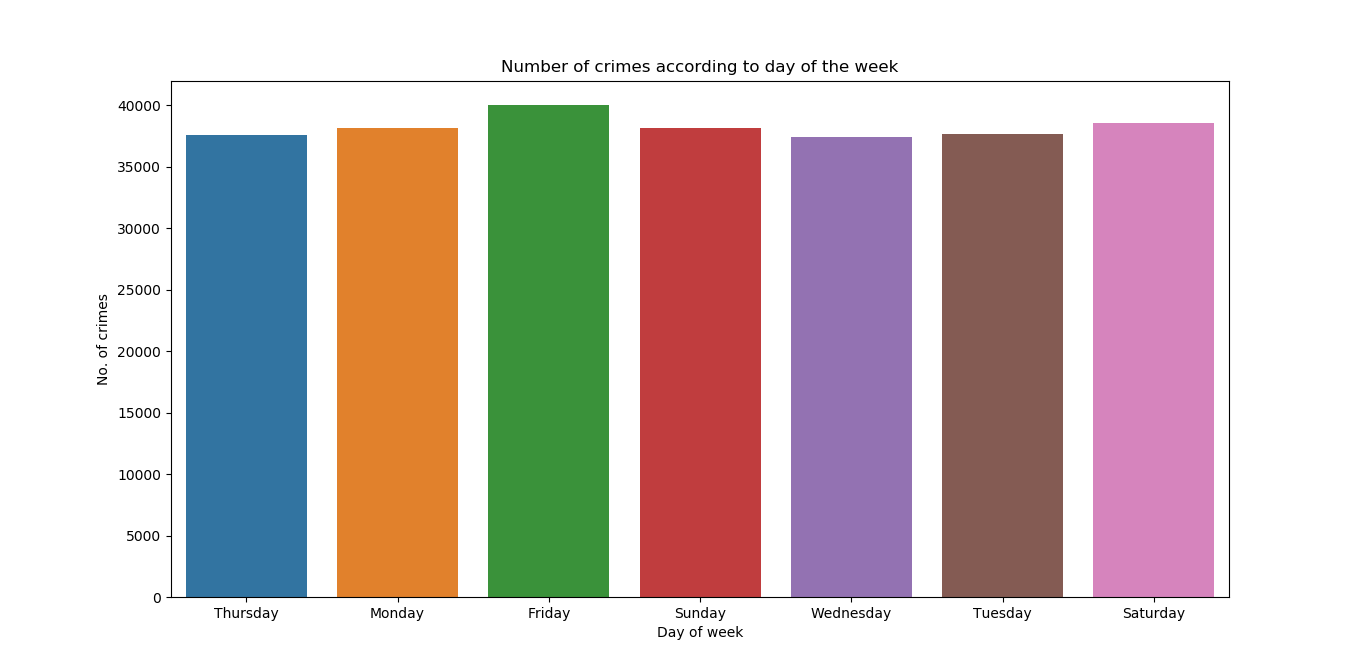 Number of crimes according to day of the week
40000
35000
30000
25000
20000
15000
10000
5000
0
No. of crimes
Thursday Monday Friday Sunday Wednesday Tuesday Saturday
Day of week